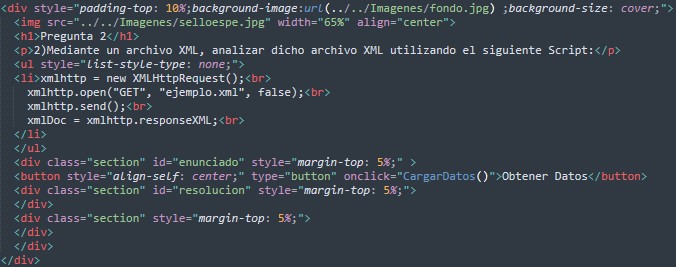 <div style="padding-top: 10%;background-image:url(../../Imagenes/fondo.jpg) ;background-size: cover;">
<img src="../../Imagenes/selloespe.jpg" width="65%" align="center">
<h1>Pregunta 2</h1>
<p>2)Mediante un archivo XML, analizar dicho archivo XML utilizando el siguiente Script:</p>
<ul style="list-style-type: none;">
<li>xmlhttp = new XMLHttpRequest();<br>
xmlhttp.open("GET", "ejemplo.xml", false);<br>
xmlhttp.send();<br>
xmlDoc = xmlhttp.responseXML;<br>
</li>
</ul>
<div class="section" id="enunciado" style="margin-top: 5%;" >
<button style="align-self: center;" type="button" onclick="CargarDatos()">Obtener Datos</button>
<div class="section" id="resolucion" style="margin-top: 5%;">
</div>
<div class="section" style="margin-top: 5%;">
</div>
</div>
</div>